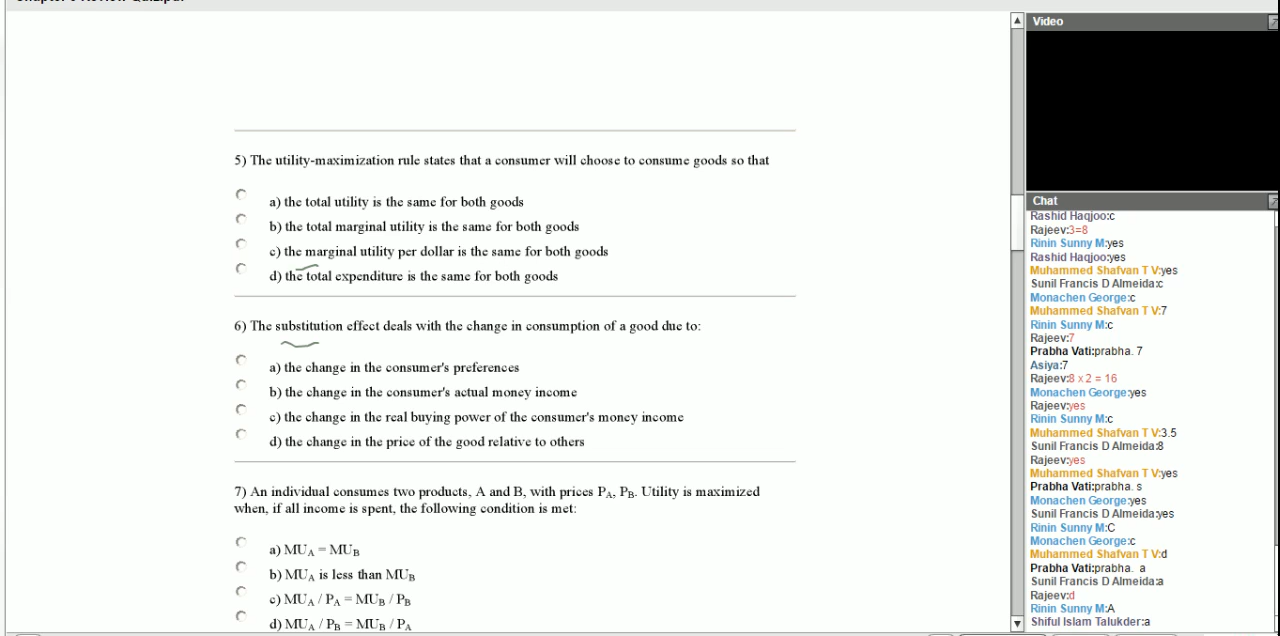 5) The utility-maximization rule states that a consumer will choose to consume goods so that
a) the total utility is the same for both goods
b) the total marginal utility is the same for both goods
c) the marginal utility per dollar is the same for both goods
d) the total expenditure is the same for both goods
6) The substitution effect deals with the change in consumption of a good due to:
a) the change in the consumer's preferences
b) the change in the consumer's actual money income
c) the change in the real buying power of the consumer's money income
d) the change in the price of the good relative to others
7) An individual consumes two products, A and B, with prices PA, PB. Utility is maximized
when, if all income is spent, the following condition is met:
a) MUA = MUB
b) MUA is less than MUB
c) MUA / PA = MUB / PB
d) MUA / PB = MUB / PA
Video
Chat
Rashid Haqjoo:c
Rajeev:3=8
Rinin Sunny M:yes
Rashid Haqjoo:yes
Muhammed Shafvan T V:yes
Sunil Francis D Almeida:c
Monachen George:c
Muhammed Shafvan T V:7
Rinin Sunny M:c
Rajeev:7
Prabha Vati:prabha. 7
Asiya:7
Rajeev:8 x 2 = 16
Monachen George:yes
Rajeev:yes
Rinin Sunny M:c
Muhammed Shafvan T V:3.5
Sunil Francis D Almeida:8
Rajeev:yes
Muhammed Shafvan T V:yes
Prabha Vati:prabha. s
Monachen George:yes
Sunil Francis D Almeida:yes
Rinin Sunny M:C
Monachen George:c
Muhammed Shafvan T V:d
Prabha Vati:prabha. a
Sunil Francis D Almeida:a
Rajeev:d
Rinin Sunny M:A
Shiful Islam Talukder:a